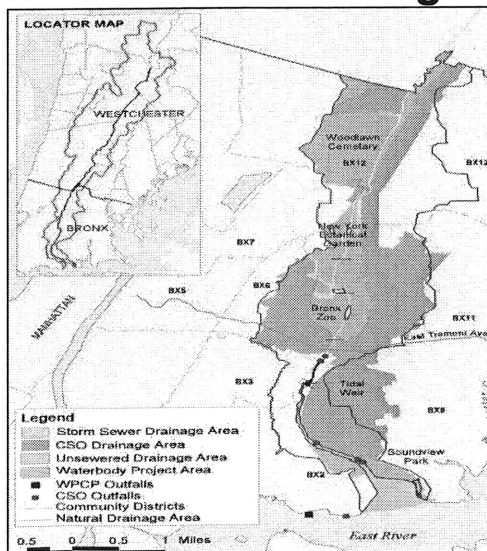 g
LOCATOR MAP
WESTCHESTER
BRONX
MANHATTAN
Woodlawn
Cemetary
BX12
BX12
New York
Botanical
Garden
BX7
BX6
BX5
Bronx
Zoo
BX11
East Tremont Ave
BX3
Tidal
Weir
BX9
Soundview
Park
BX2
East River
Legend
Storm Sewer Drainage Area
CSO Drainage Area
Unsewered Drainage Area
Waterbody Project Area
WPCP Outfalls
CSO Outfalls
Community Districts
Natural Drainage Area
0.5 0 0.5 1 Miles